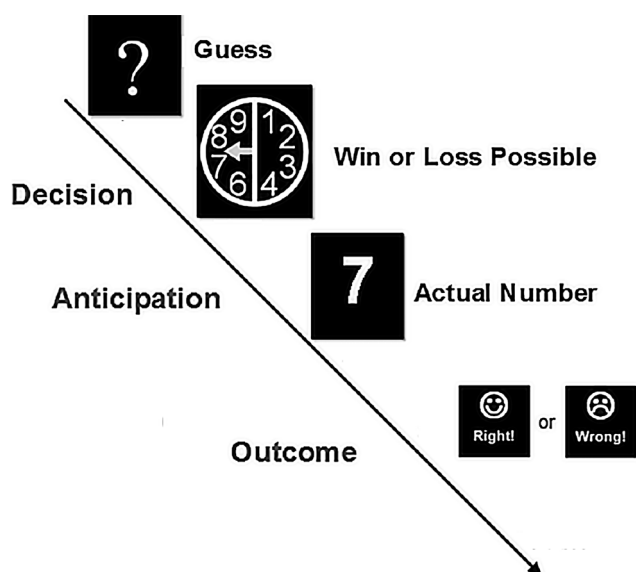 ?
Guess
9 1
8 2
7 3
6 4
Win or Loss Possible
Decision
7
Actual Number
Anticipation
Right!
or
Wrong!
Outcome